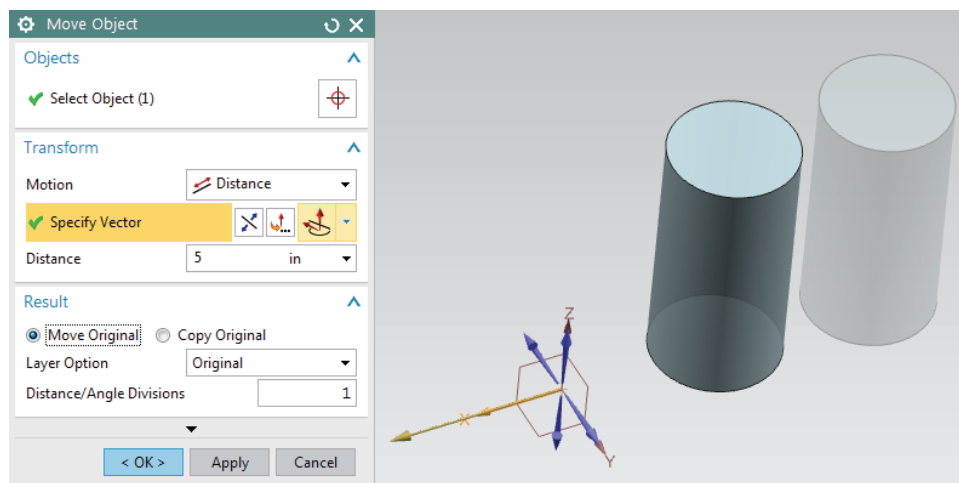 Move Object
Objects
Select Object (1)
Transform
Motion Distance
Specify Vector
Distance 5 in
Result
Move Original Copy Original
Layer Option Original
Distance/Angle Divisions 1
< OK > Apply Cancel
Z
X
Y